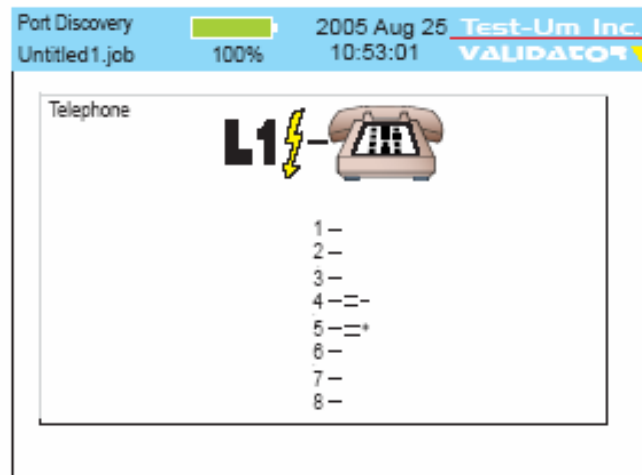 Port Discovery
2005 Aug 25
Test-Um Inc.
Untitled1.job
100%
10:53:01
VALIDATOR
Telephone
L1
1 –
2 –
3 –
4 –=-
5 –=+
6 –
7 –
8 –